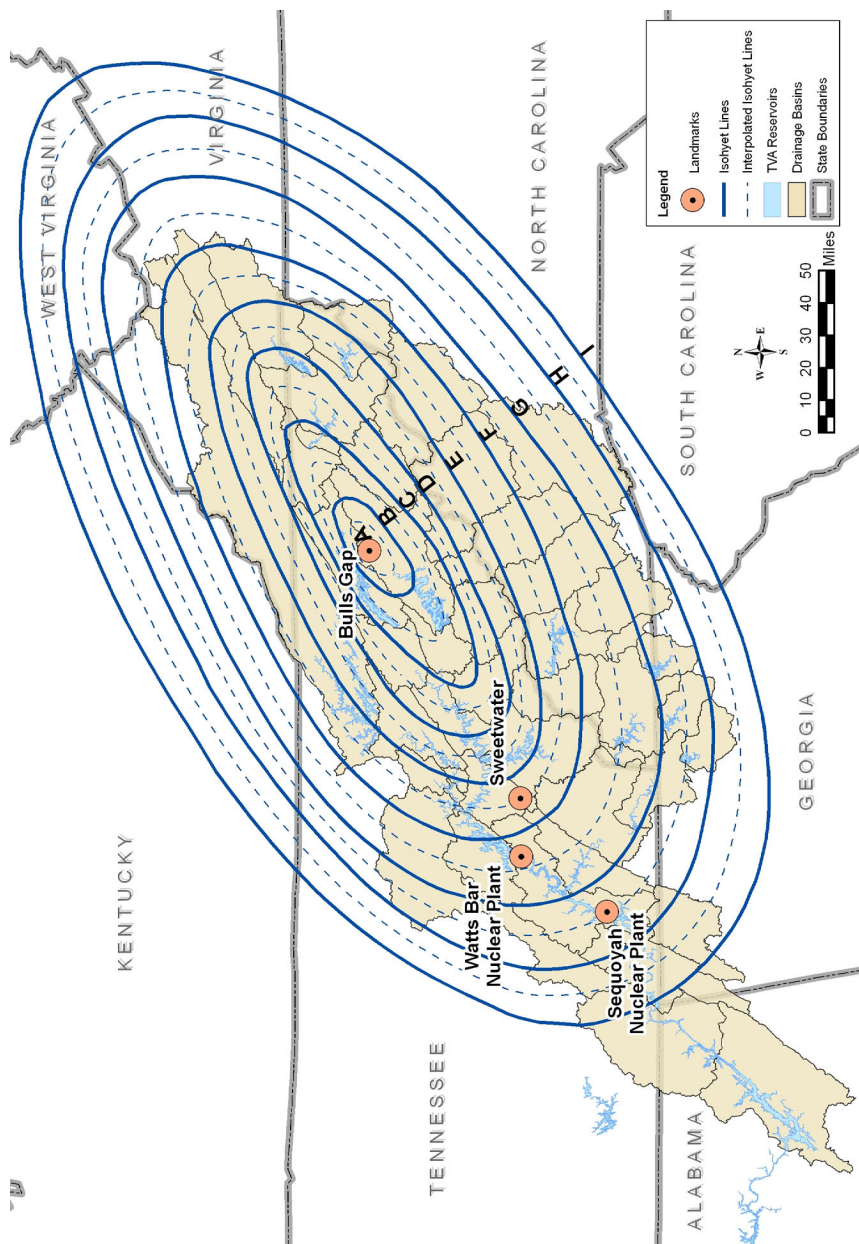 WEST VIRGINIA
VIRGINIA
KENTUCKY
NORTH CAROLINA
TENNESSEE
SOUTH CAROLINA
GEORGIA
ALABAMA
Bulls Gap
Sweetwater
Watts Bar
Nuclear Plant
Sequoyah
Nuclear Plant
A
B
C
D
E
F
G
H
I
N
W E
S
0 10 20 30 40 50
Miles
Legend
Landmarks
Isohyet Lines
Interpolated Isohyet Lines
TVA Reservoirs
Drainage Basins
State Boundaries